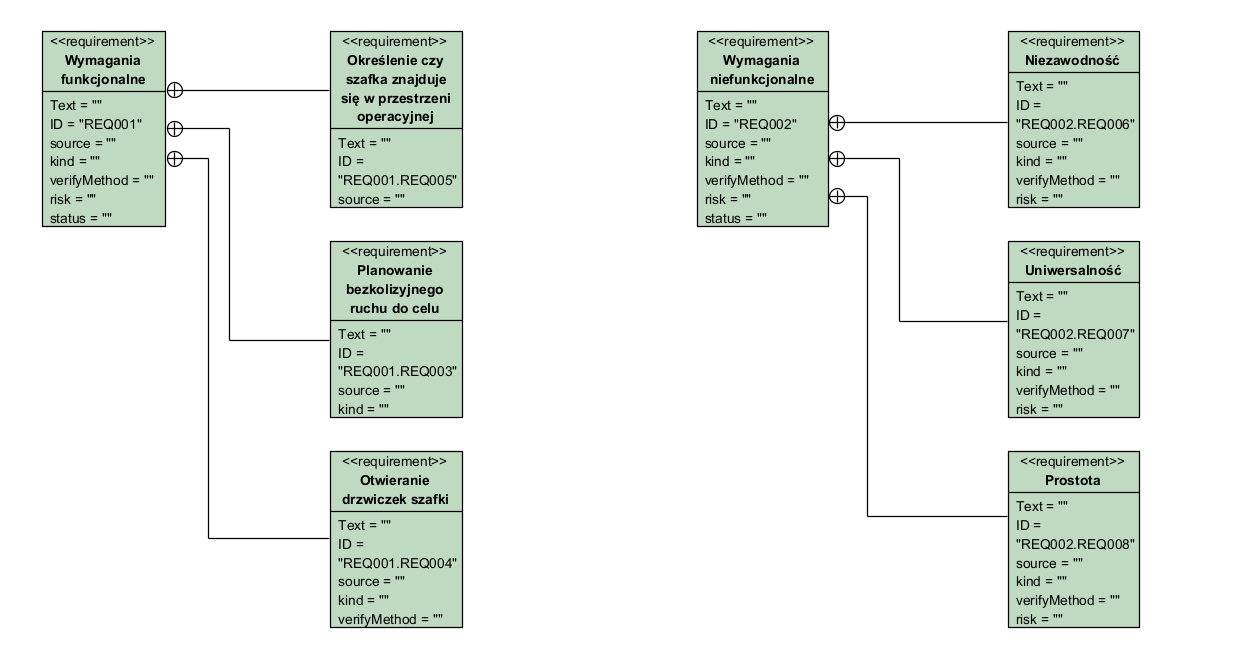 <<requirement>>
Wymagania
funkcjonalne
Text = ""
ID = "REQ001"
source = ""
kind = ""
verifyMethod = ""
risk = ""
status = ""
<<requirement>>
Określenie czy
szafka znajduje
się w przestrzeni
operacyjnej
Text = ""
ID =
"REQ001.REQ005"
source = ""
<<requirement>>
Planowanie
bezkolizyjnego
ruchu do celu
Text = ""
ID =
"REQ001.REQ003"
source = ""
kind = ""
<<requirement>>
Otwieranie
drzwiczek szafki
Text = ""
ID =
"REQ001.REQ004"
source = ""
kind = ""
verifyMethod = ""
<<requirement>>
Wymagania
niefunkcjonalne
Text = ""
ID = "REQ002"
source = ""
kind = ""
verifyMethod = ""
risk = ""
status = ""
<<requirement>>
Niezawodność
Text = ""
ID =
"REQ002.REQ006"
source = ""
kind = ""
verifyMethod = ""
risk = ""
<<requirement>>
Uniwersalność
Text = ""
ID =
"REQ002.REQ007"
source = ""
kind = ""
verifyMethod = ""
risk = ""
<<requirement>>
Prostota
Text = ""
ID =
"REQ002.REQ008"
source = ""
kind = ""
verifyMethod = ""
risk = ""